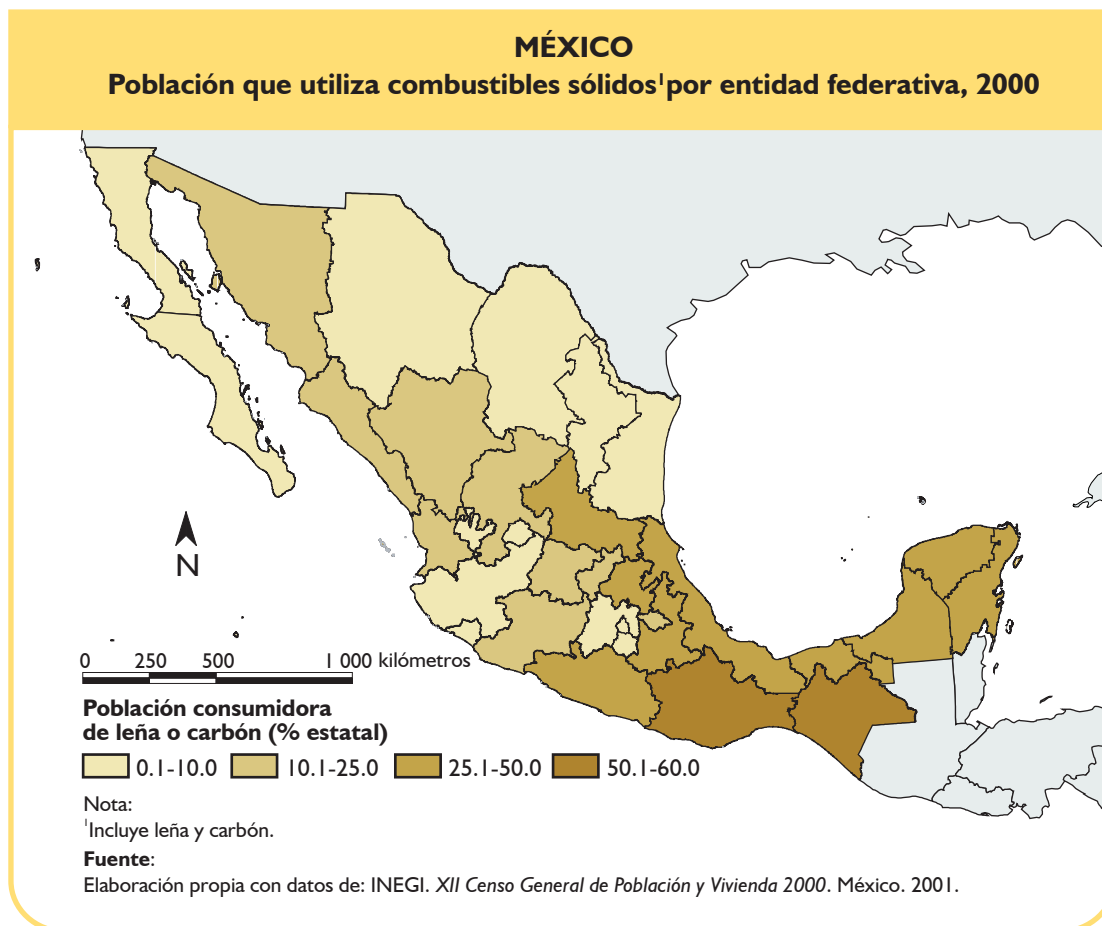 MÉXICO
Población que utiliza combustibles sólidos¹por entidad federativa, 2000
N
0 250 500 1 000 kilómetros
Población consumidora
de leña o carbón (% estatal)
0.1-10.0 10.1-25.0 25.1-50.0 50.1-60.0
Nota:
¹Incluye leña y carbón.
Fuente:
Elaboración propia con datos de: INEGI. XII Censo General de Población y Vivienda 2000. México. 2001.